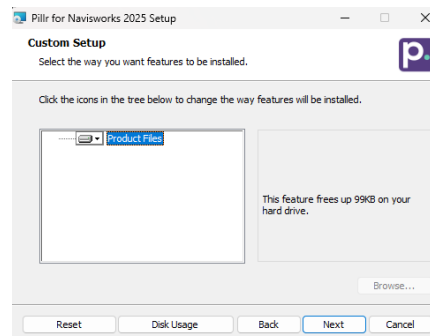 Pillr for Navisworks 2025 Setup
Custom Setup
Select the way you want features to be installed.
p.
Click the icons in the tree below to change the way features will be installed.
Product Files
This feature frees up 99KB on your
hard drive.
Browse...
Reset Disk Usage Back Next Cancel